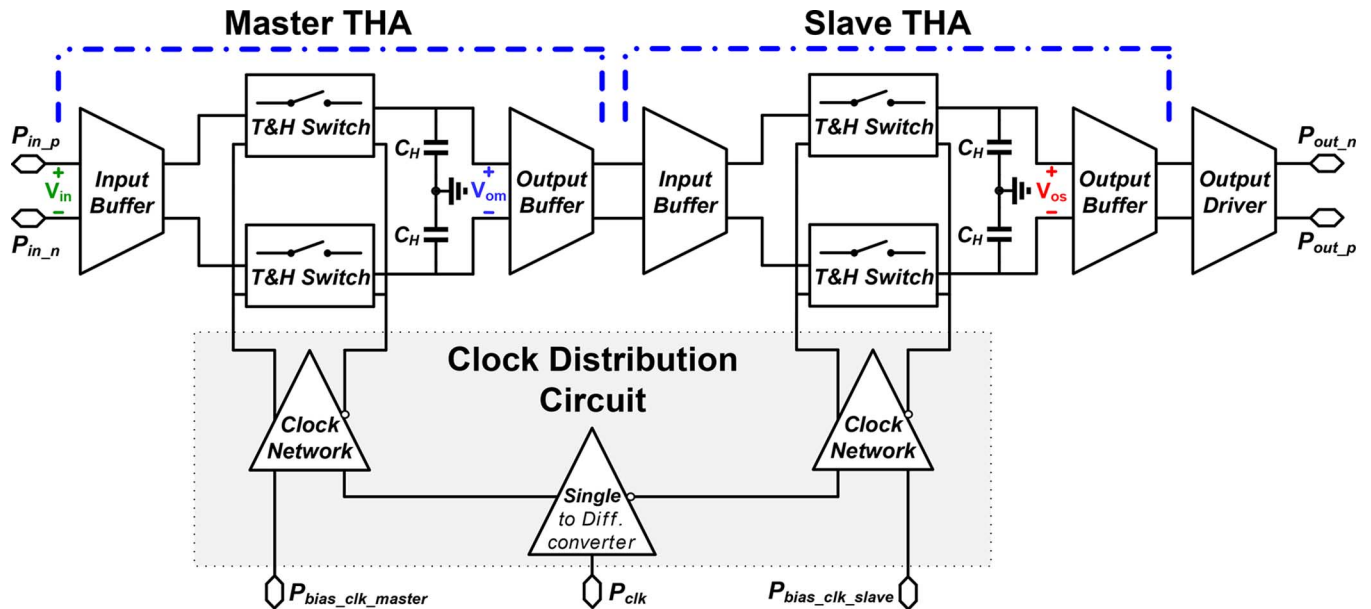 Master THA
Slave THA
P_in_p
+
V_in
−
P_in_n
Input
Buffer
T&H Switch
T&H Switch
C_H
C_H
+
V_om
−
Output
Buffer
Input
Buffer
T&H Switch
T&H Switch
C_H
C_H
+
V_os
−
Output
Buffer
Output
Driver
P_out_n
P_out_p
Clock Distribution
Circuit
Clock
Network
Single
to Diff.
converter
Clock
Network
P_bias_clk_master
P_clk
P_bias_clk_slave